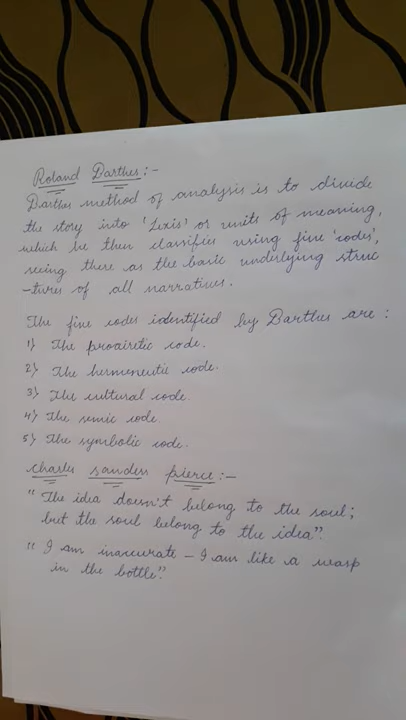 Roland Darthes:-
Darthes method of analysis is to divide
the story into 'Lexis' or units of meaning,
which he then classifies using five 'codes',
seeing there as the basic underlying struc
-tures of all narratives.
The five codes identified by Darthes are :
1) The proairetic code.
2) The hermeneutic code.
3) The cultural code.
4) The semic code.
5) The symbolic code.
Charles sanders pierce:-
"The idea doesn't belong to the soul;
but the soul belong to the idea".
"I am inaccurate - I am like a wasp
in the bottle".